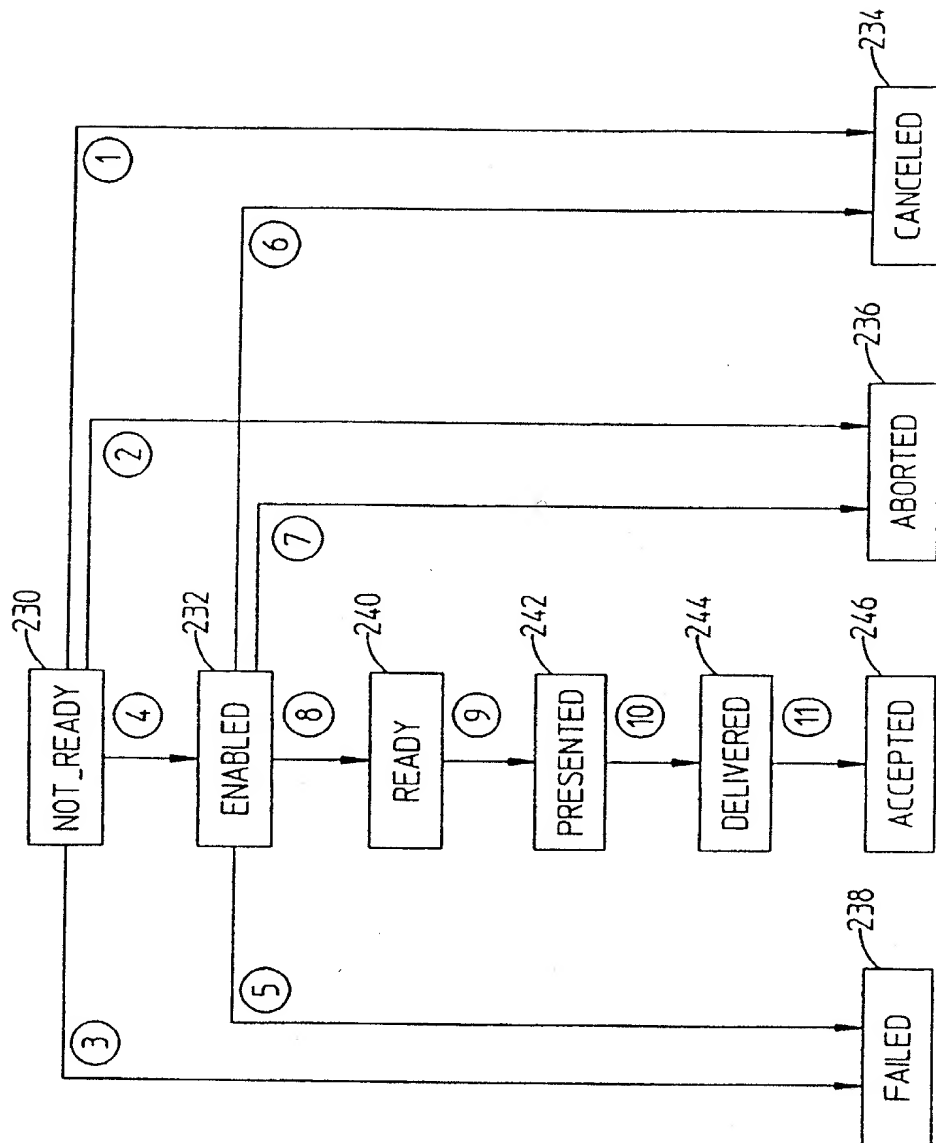 230
NOT_READY
1
2
3
4
232
ENABLED
5
6
7
8
240
READY
9
242
PRESENTED
10
244
DELIVERED
11
238
FAILED
246
ACCEPTED
236
ABORTED
234
CANCELED